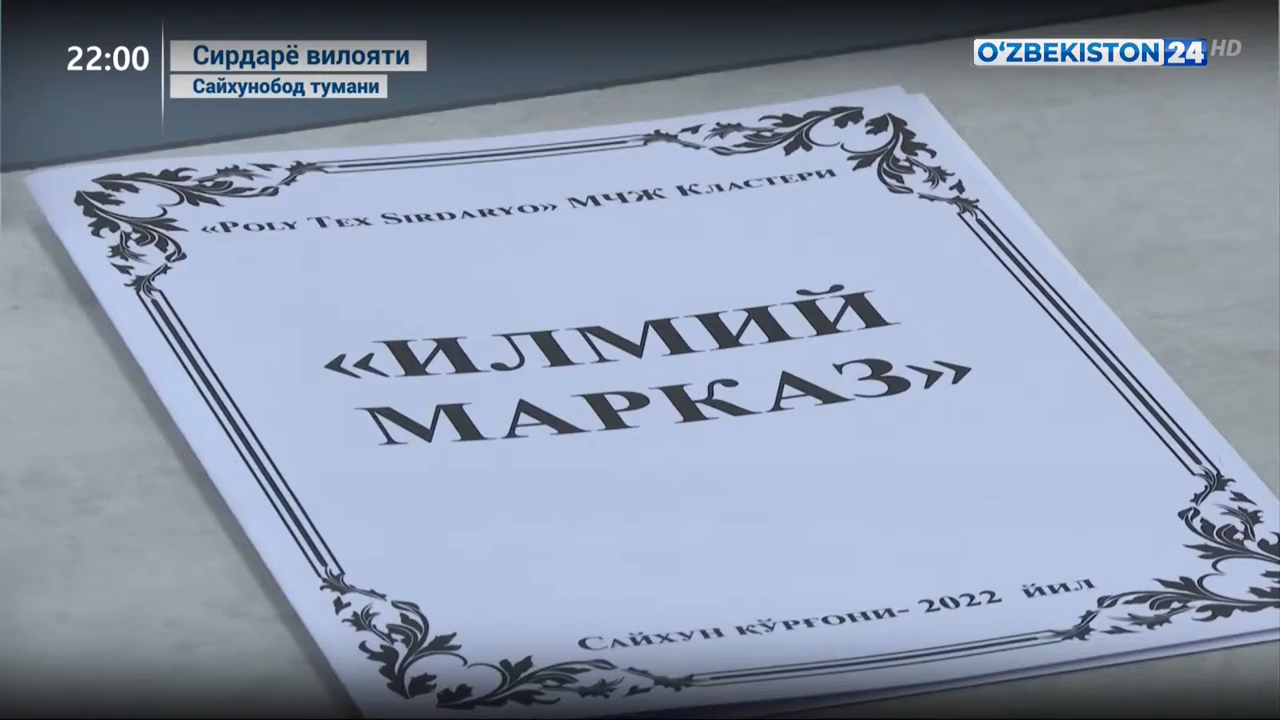 22:00
Сирдарё вилояти
Сайхунобод тумани
OʻZBEKISTON 24 HD
«Poly Tex Sirdaryo» МЧЖ Кластери
«ИЛМИЙ
МАРКАЗ»
Сайхун қўрғони- 2022 йил